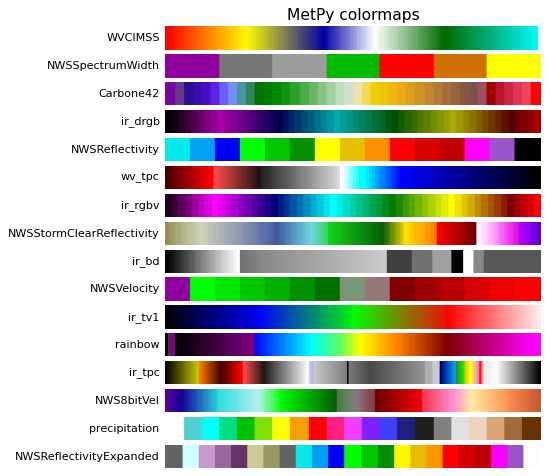 MetPy colormaps
WVCIMSS
NWSSpectrumWidth
Carbone42
ir_drgb
NWSReflectivity
wv_tpc
ir_rgbv
NWSStormClearReflectivity
ir_bd
NWSVelocity
ir_tv1
rainbow
ir_tpc
NWS8bitVel
precipitation
NWSReflectivityExpanded